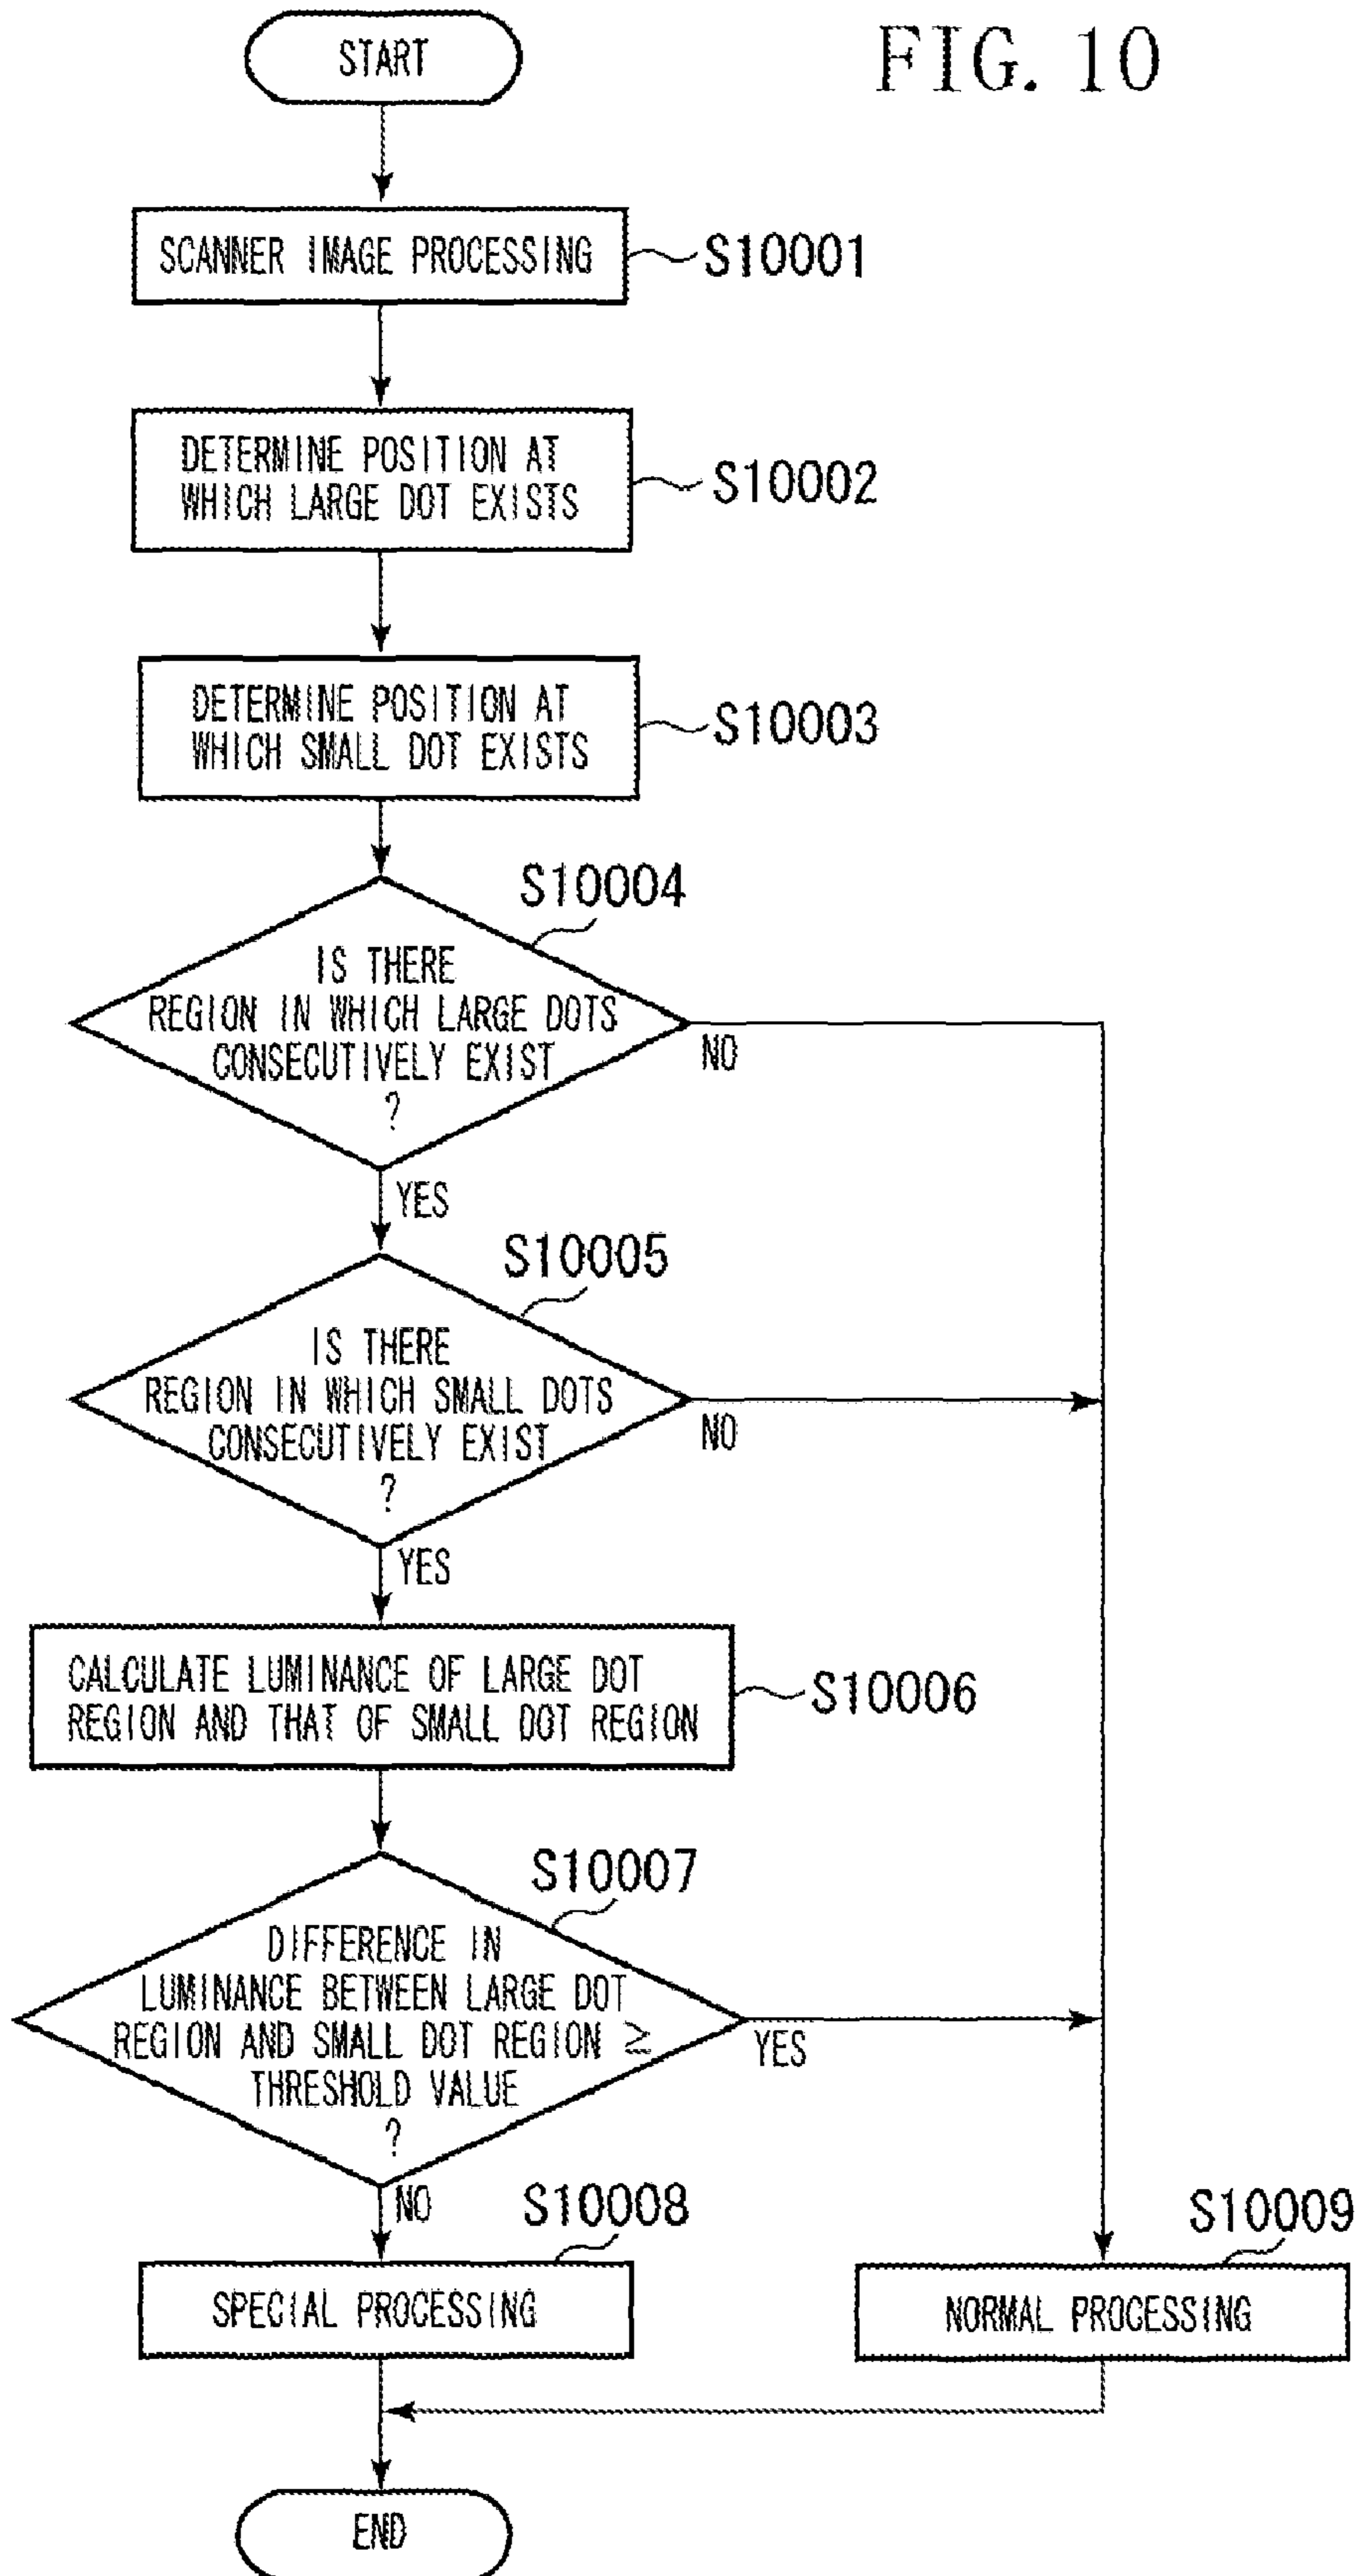 FIG. 10
START
SCANNER IMAGE PROCESSING
S10001
DETERMINE POSITION AT
WHICH LARGE DOT EXISTS
S10002
DETERMINE POSITION AT
WHICH SMALL DOT EXISTS
S10003
S10004
IS THERE
REGION IN WHICH LARGE DOTS
CONSECUTIVELY EXIST
?
NO
YES
S10005
IS THERE
REGION IN WHICH SMALL DOTS
CONSECUTIVELY EXIST
?
NO
YES
CALCULATE LUMINANCE OF LARGE DOT
REGION AND THAT OF SMALL DOT REGION
S10006
S10007
DIFFERENCE IN
LUMINANCE BETWEEN LARGE DOT
REGION AND SMALL DOT REGION ≥
THRESHOLD VALUE
?
YES
NO
S10008
SPECIAL PROCESSING
S10009
NORMAL PROCESSING
END